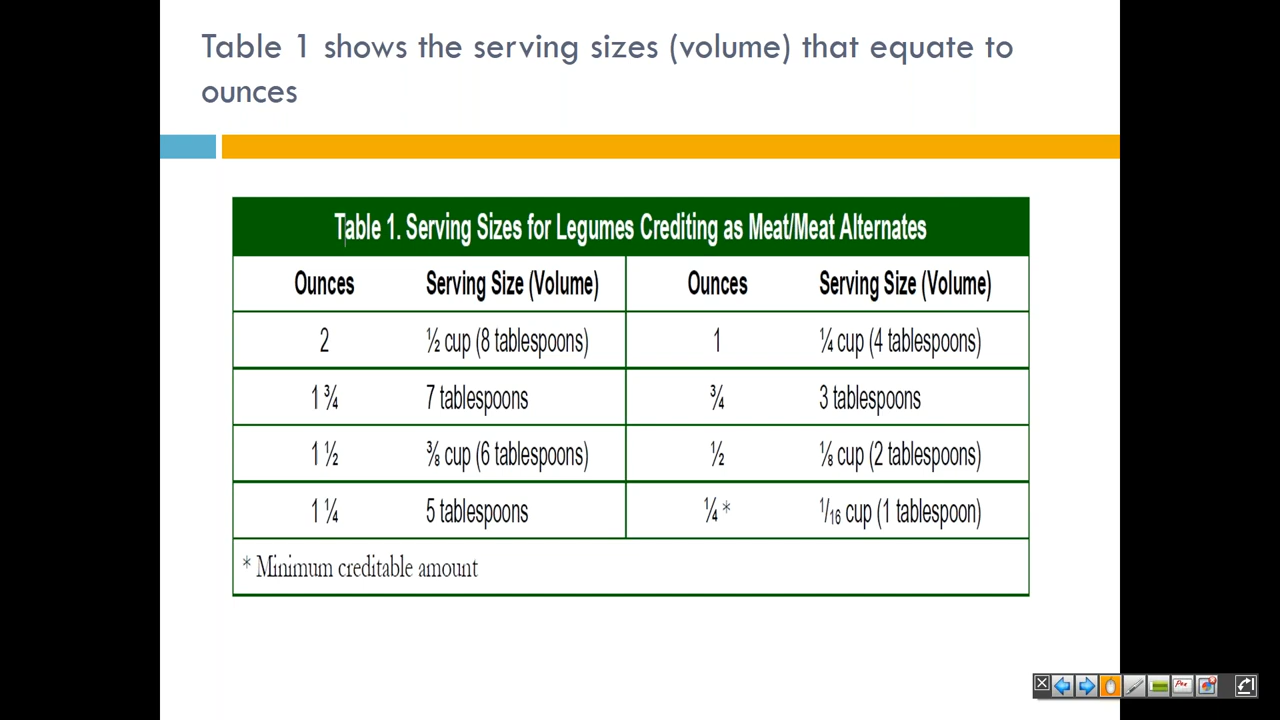 Table 1 shows the serving sizes (volume) that equate to
ounces
Table 1. Serving Sizes for Legumes Crediting as Meat/Meat Alternates
Ounces Serving Size (Volume) Ounces Serving Size (Volume)
2 ½ cup (8 tablespoons) 1 ¼ cup (4 tablespoons)
1 ¾ 7 tablespoons ¾ 3 tablespoons
1 ½ ⅜ cup (6 tablespoons) ½ ⅛ cup (2 tablespoons)
1 ¼ 5 tablespoons ¼ * 1/16 cup (1 tablespoon)
* Minimum creditable amount